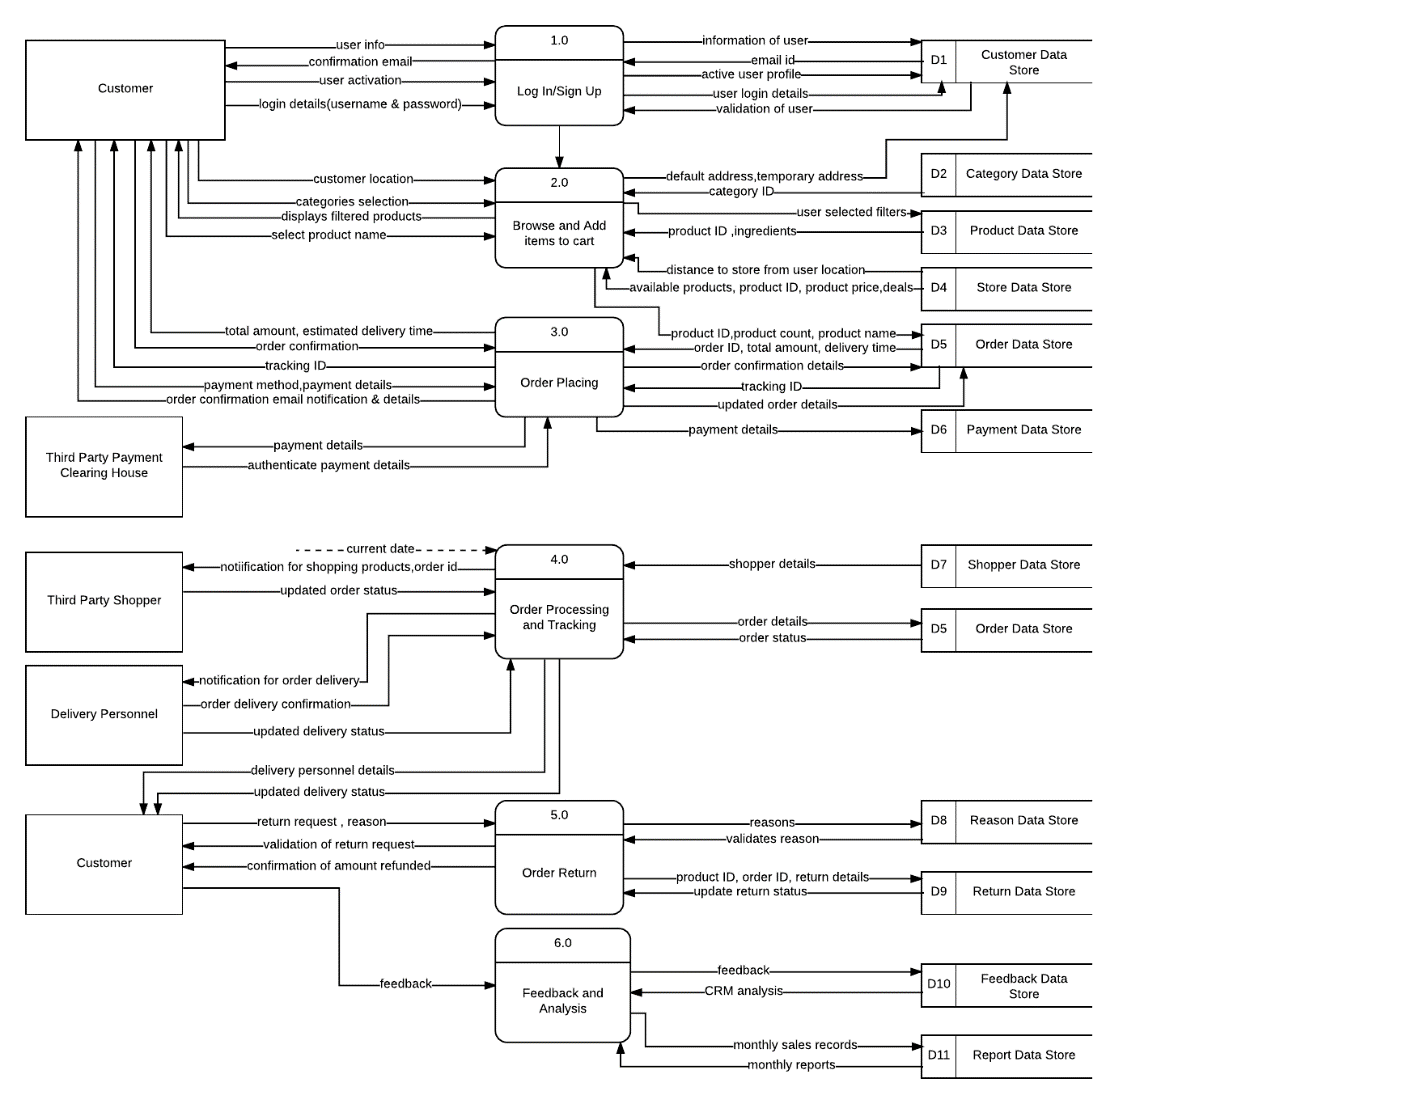 user info
confirmation email
user activation
login details(username & password)
Customer
1.0
Log In/Sign Up
information of user
email id
active user profile
user login details
validation of user
D1
Customer Data
Store
customer location
categories selection
displays filtered products
select product name
2.0
Browse and Add
items to cart
default address,temporary address
category ID
user selected filters
product ID ,ingredients
distance to store from user location
available products, product ID, product price,deals
D2
Category Data Store
D3
Product Data Store
D4
Store Data Store
total amount, estimated delivery time
order confirmation
tracking ID
payment method,payment details
order confirmation email notification & details
3.0
Order Placing
product ID,product count, product name
order ID, total amount, delivery time
order confirmation details
tracking ID
updated order details
payment details
D5
Order Data Store
D6
Payment Data Store
Third Party Payment
Clearing House
payment details
authenticate payment details
current date
notiification for shopping products,order id
updated order status
Third Party Shopper
4.0
Order Processing
and Tracking
shopper details
order details
order status
D7
Shopper Data Store
D5
Order Data Store
Delivery Personnel
notification for order delivery
order delivery confirmation
updated delivery status
delivery personnel details
updated delivery status
Customer
return request , reason
validation of return request
confirmation of amount refunded
5.0
Order Return
reasons
validates reason
product ID, order ID, return details
update return status
D8
Reason Data Store
D9
Return Data Store
feedback
6.0
Feedback and
Analysis
feedback
CRM analysis
monthly sales records
monthly reports
D10
Feedback Data
Store
D11
Report Data Store